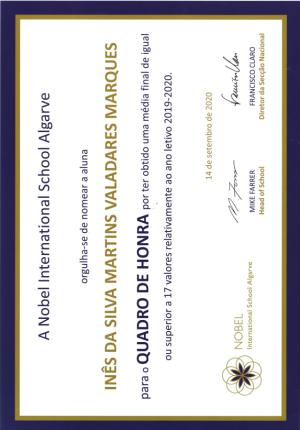 A Nobel International School Algarve
orgulha-se de nomear a aluna
INÊS DA SILVA MARTINS VALADARES MARQUES
para o QUADRO DE HONRA por ter obtido uma média final de igual
ou superior a 17 valores relativamente ao ano letivo 2019-2020.
14 de setembro de 2020
MIKE FARRER
Head of School
FRANCISCO CLARO
Diretor da Secção Nacional
NOBEL
International School Algarve